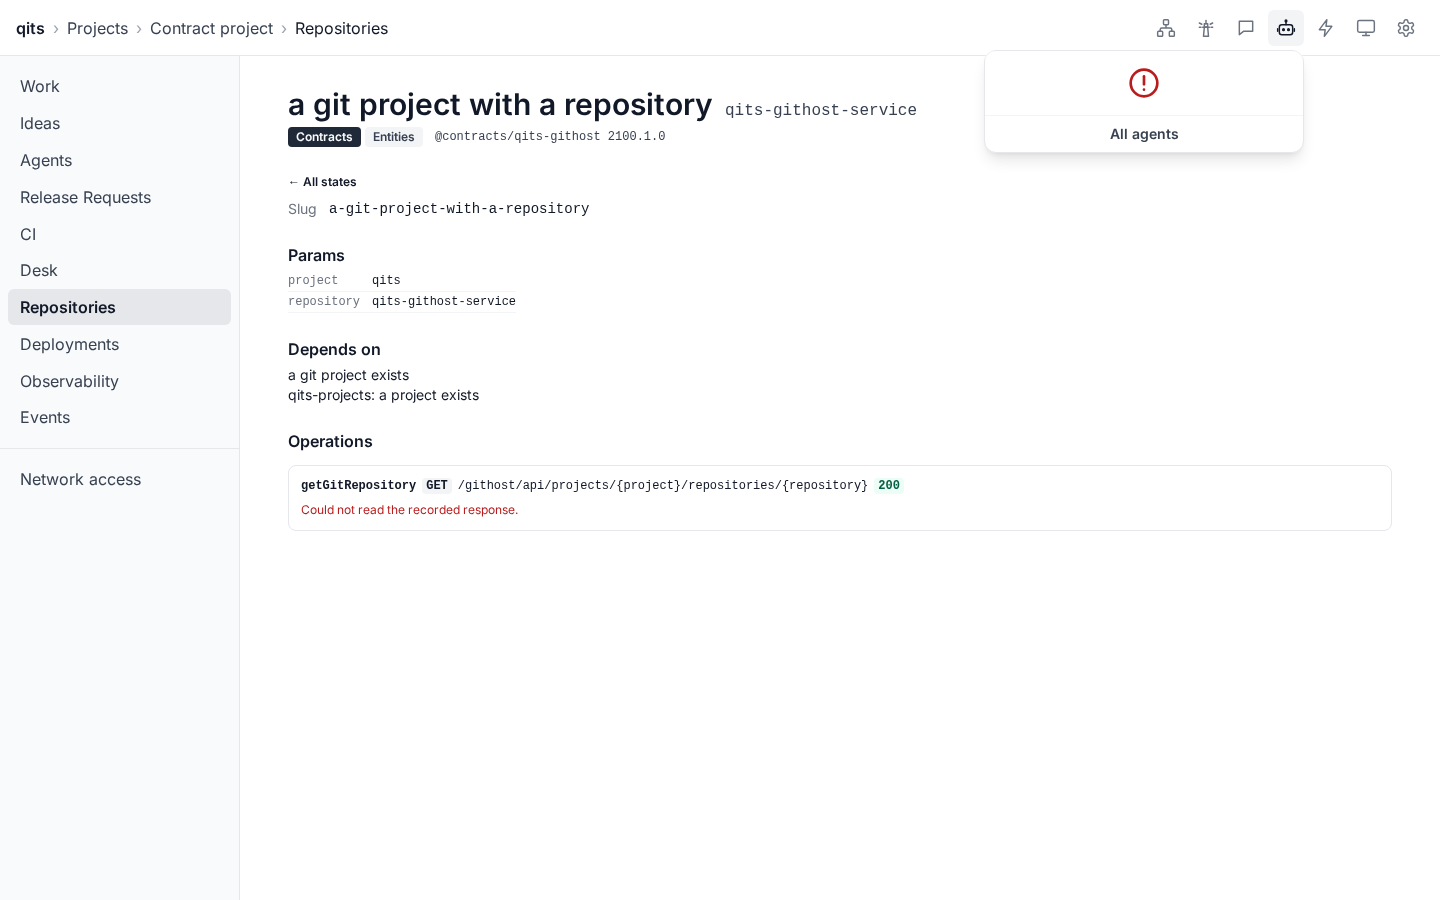 qits › Projects › Contract project › Repositories
All agents
Work
Ideas
Agents
Release Requests
CI
Desk
Repositories
Deployments
Observability
Events
Network access
a git project with a repository qits-githost-service
Contracts Entities @contracts/qits-githost 2100.1.0
← All states
Slug a-git-project-with-a-repository
Params
project qits
repository qits-githost-service
Depends on
a git project exists
qits-projects: a project exists
Operations
getGitRepository GET /githost/api/projects/{project}/repositories/{repository} 200
Could not read the recorded response.